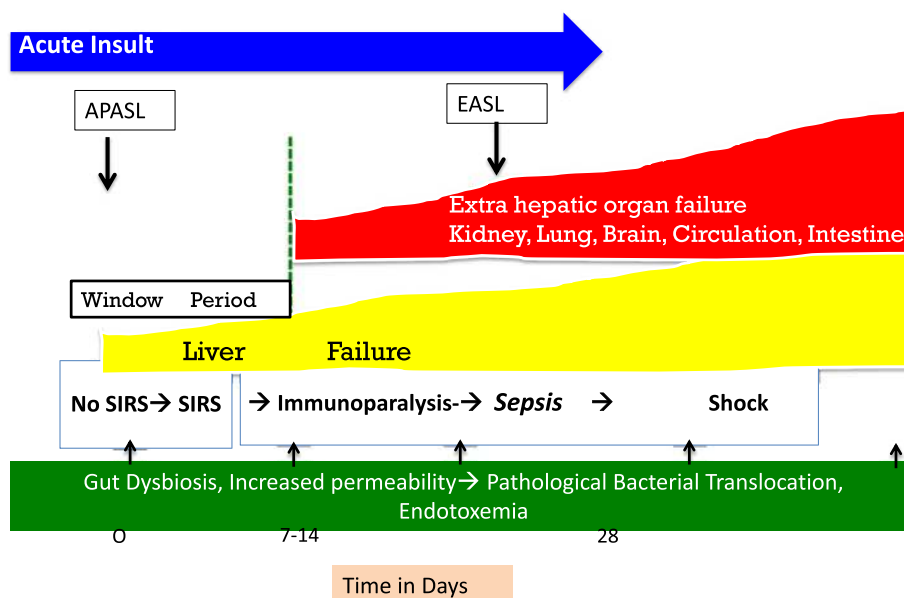 Acute Insult
APASL
EASL
Extra hepatic organ failure
Kidney, Lung, Brain, Circulation, Intestine
Window Period
Liver Failure
No SIRS→ SIRS → Immunoparalysis-→ Sepsis → Shock
Gut Dysbiosis, Increased permeability→ Pathological Bacterial Translocation,
Endotoxemia
O 7-14 28
Time in Days